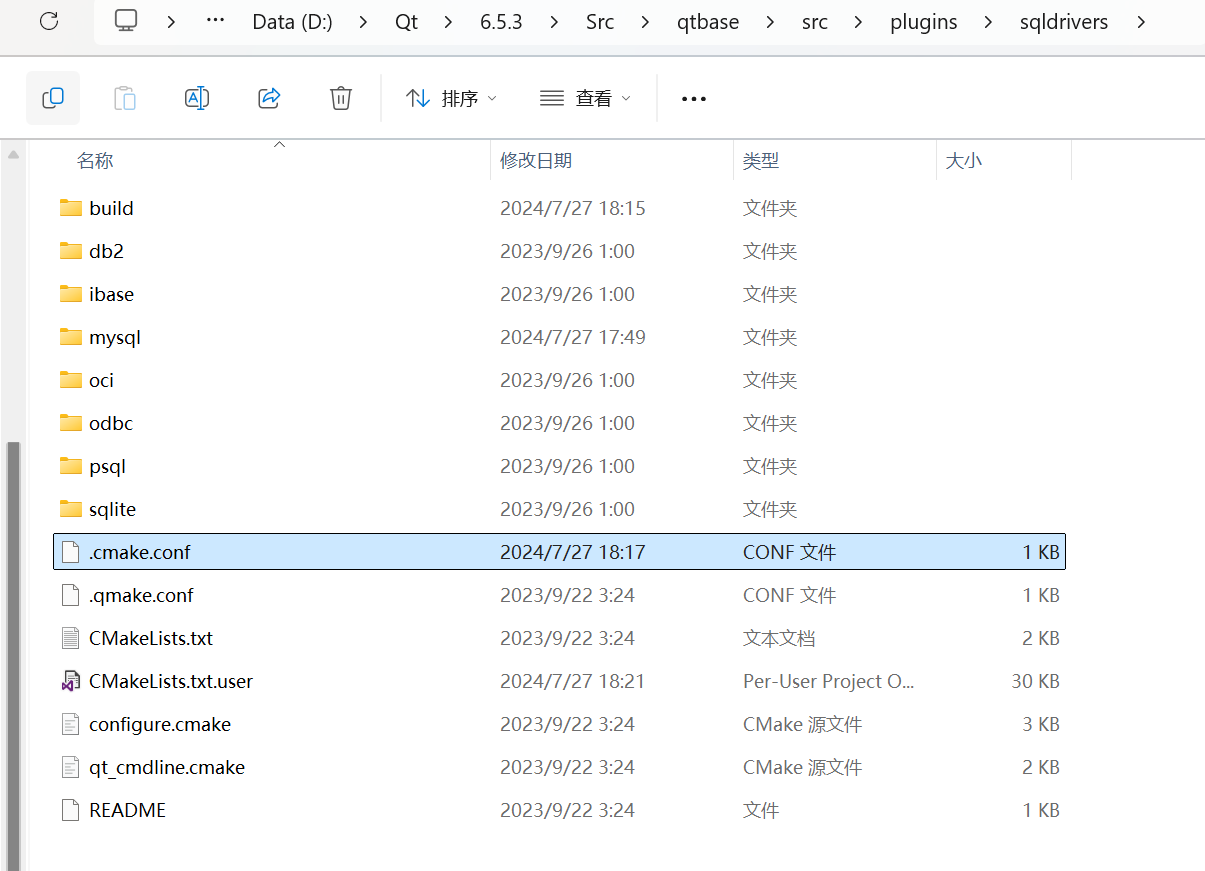 Data (D:) > Qt > 6.5.3 > Src > qtbase > src > plugins > sqldrivers >
排序 查看
名称 修改日期 类型 大小
build 2024/7/27 18:15 文件夹
db2 2023/9/26 1:00 文件夹
ibase 2023/9/26 1:00 文件夹
mysql 2024/7/27 17:49 文件夹
oci 2023/9/26 1:00 文件夹
odbc 2023/9/26 1:00 文件夹
psql 2023/9/26 1:00 文件夹
sqlite 2023/9/26 1:00 文件夹
.cmake.conf 2024/7/27 18:17 CONF 文件 1 KB
.qmake.conf 2023/9/22 3:24 CONF 文件 1 KB
CMakeLists.txt 2023/9/22 3:24 文本文档 2 KB
CMakeLists.txt.user 2024/7/27 18:21 Per-User Project O... 30 KB
configure.cmake 2023/9/22 3:24 CMake 源文件 3 KB
qt_cmdline.cmake 2023/9/22 3:24 CMake 源文件 2 KB
README 2023/9/22 3:24 文件 1 KB